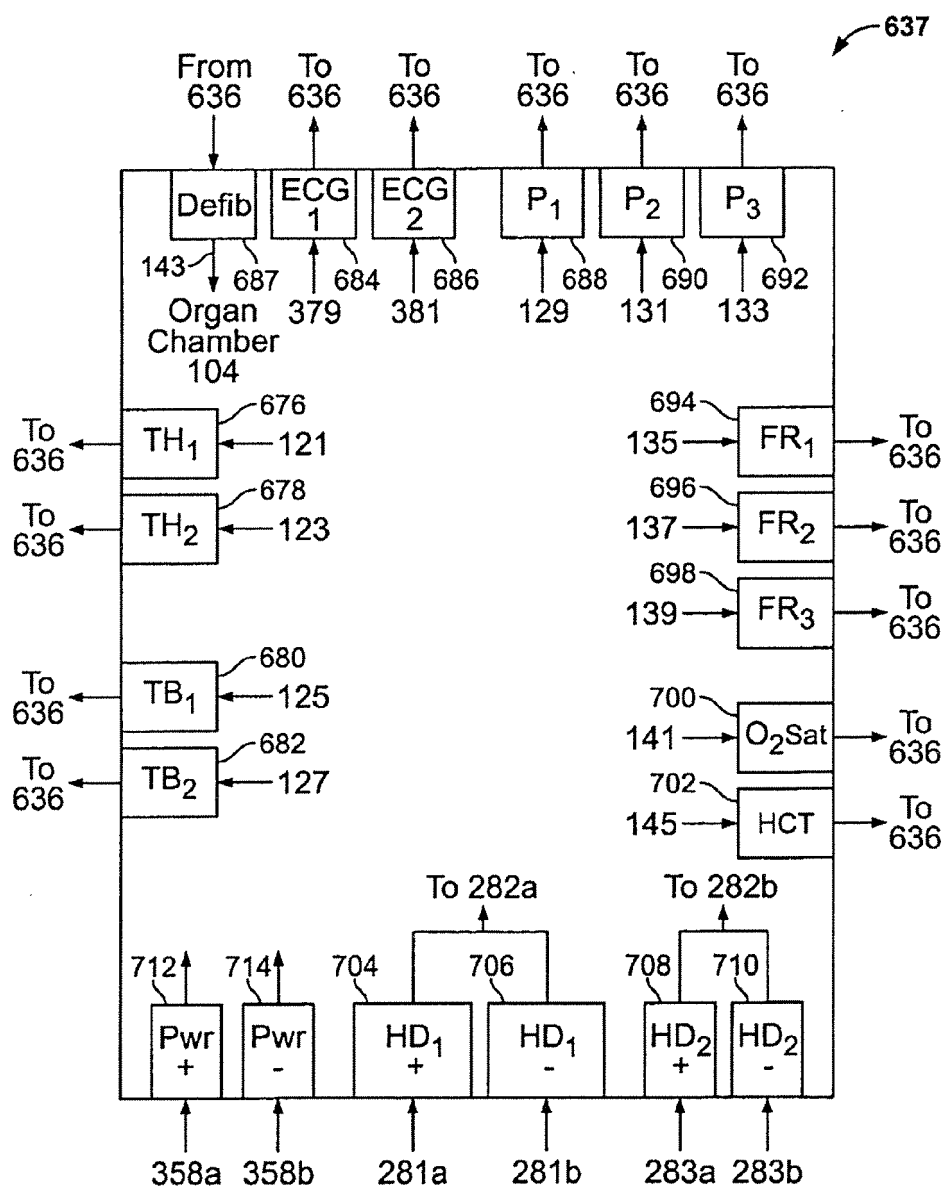 637
From
636
To
636
To
636
To
636
To
636
To
636
Defib
ECG
1
ECG
2
P1
P2
P3
143
687
684
686
688
690
692
Organ
Chamber
104
379
381
129
131
133
To
636
TH1
676
121
To
636
TH2
678
123
To
636
TB1
680
125
To
636
TB2
682
127
694
135
FR1
To
636
696
137
FR2
To
636
698
139
FR3
To
636
700
141
O2Sat
To
636
702
145
HCT
To
636
To 282a
To 282b
712
714
704
706
708
710
Pwr
+
Pwr
-
HD1
+
HD1
-
HD2
+
HD2
-
358a
358b
281a
281b
283a
283b